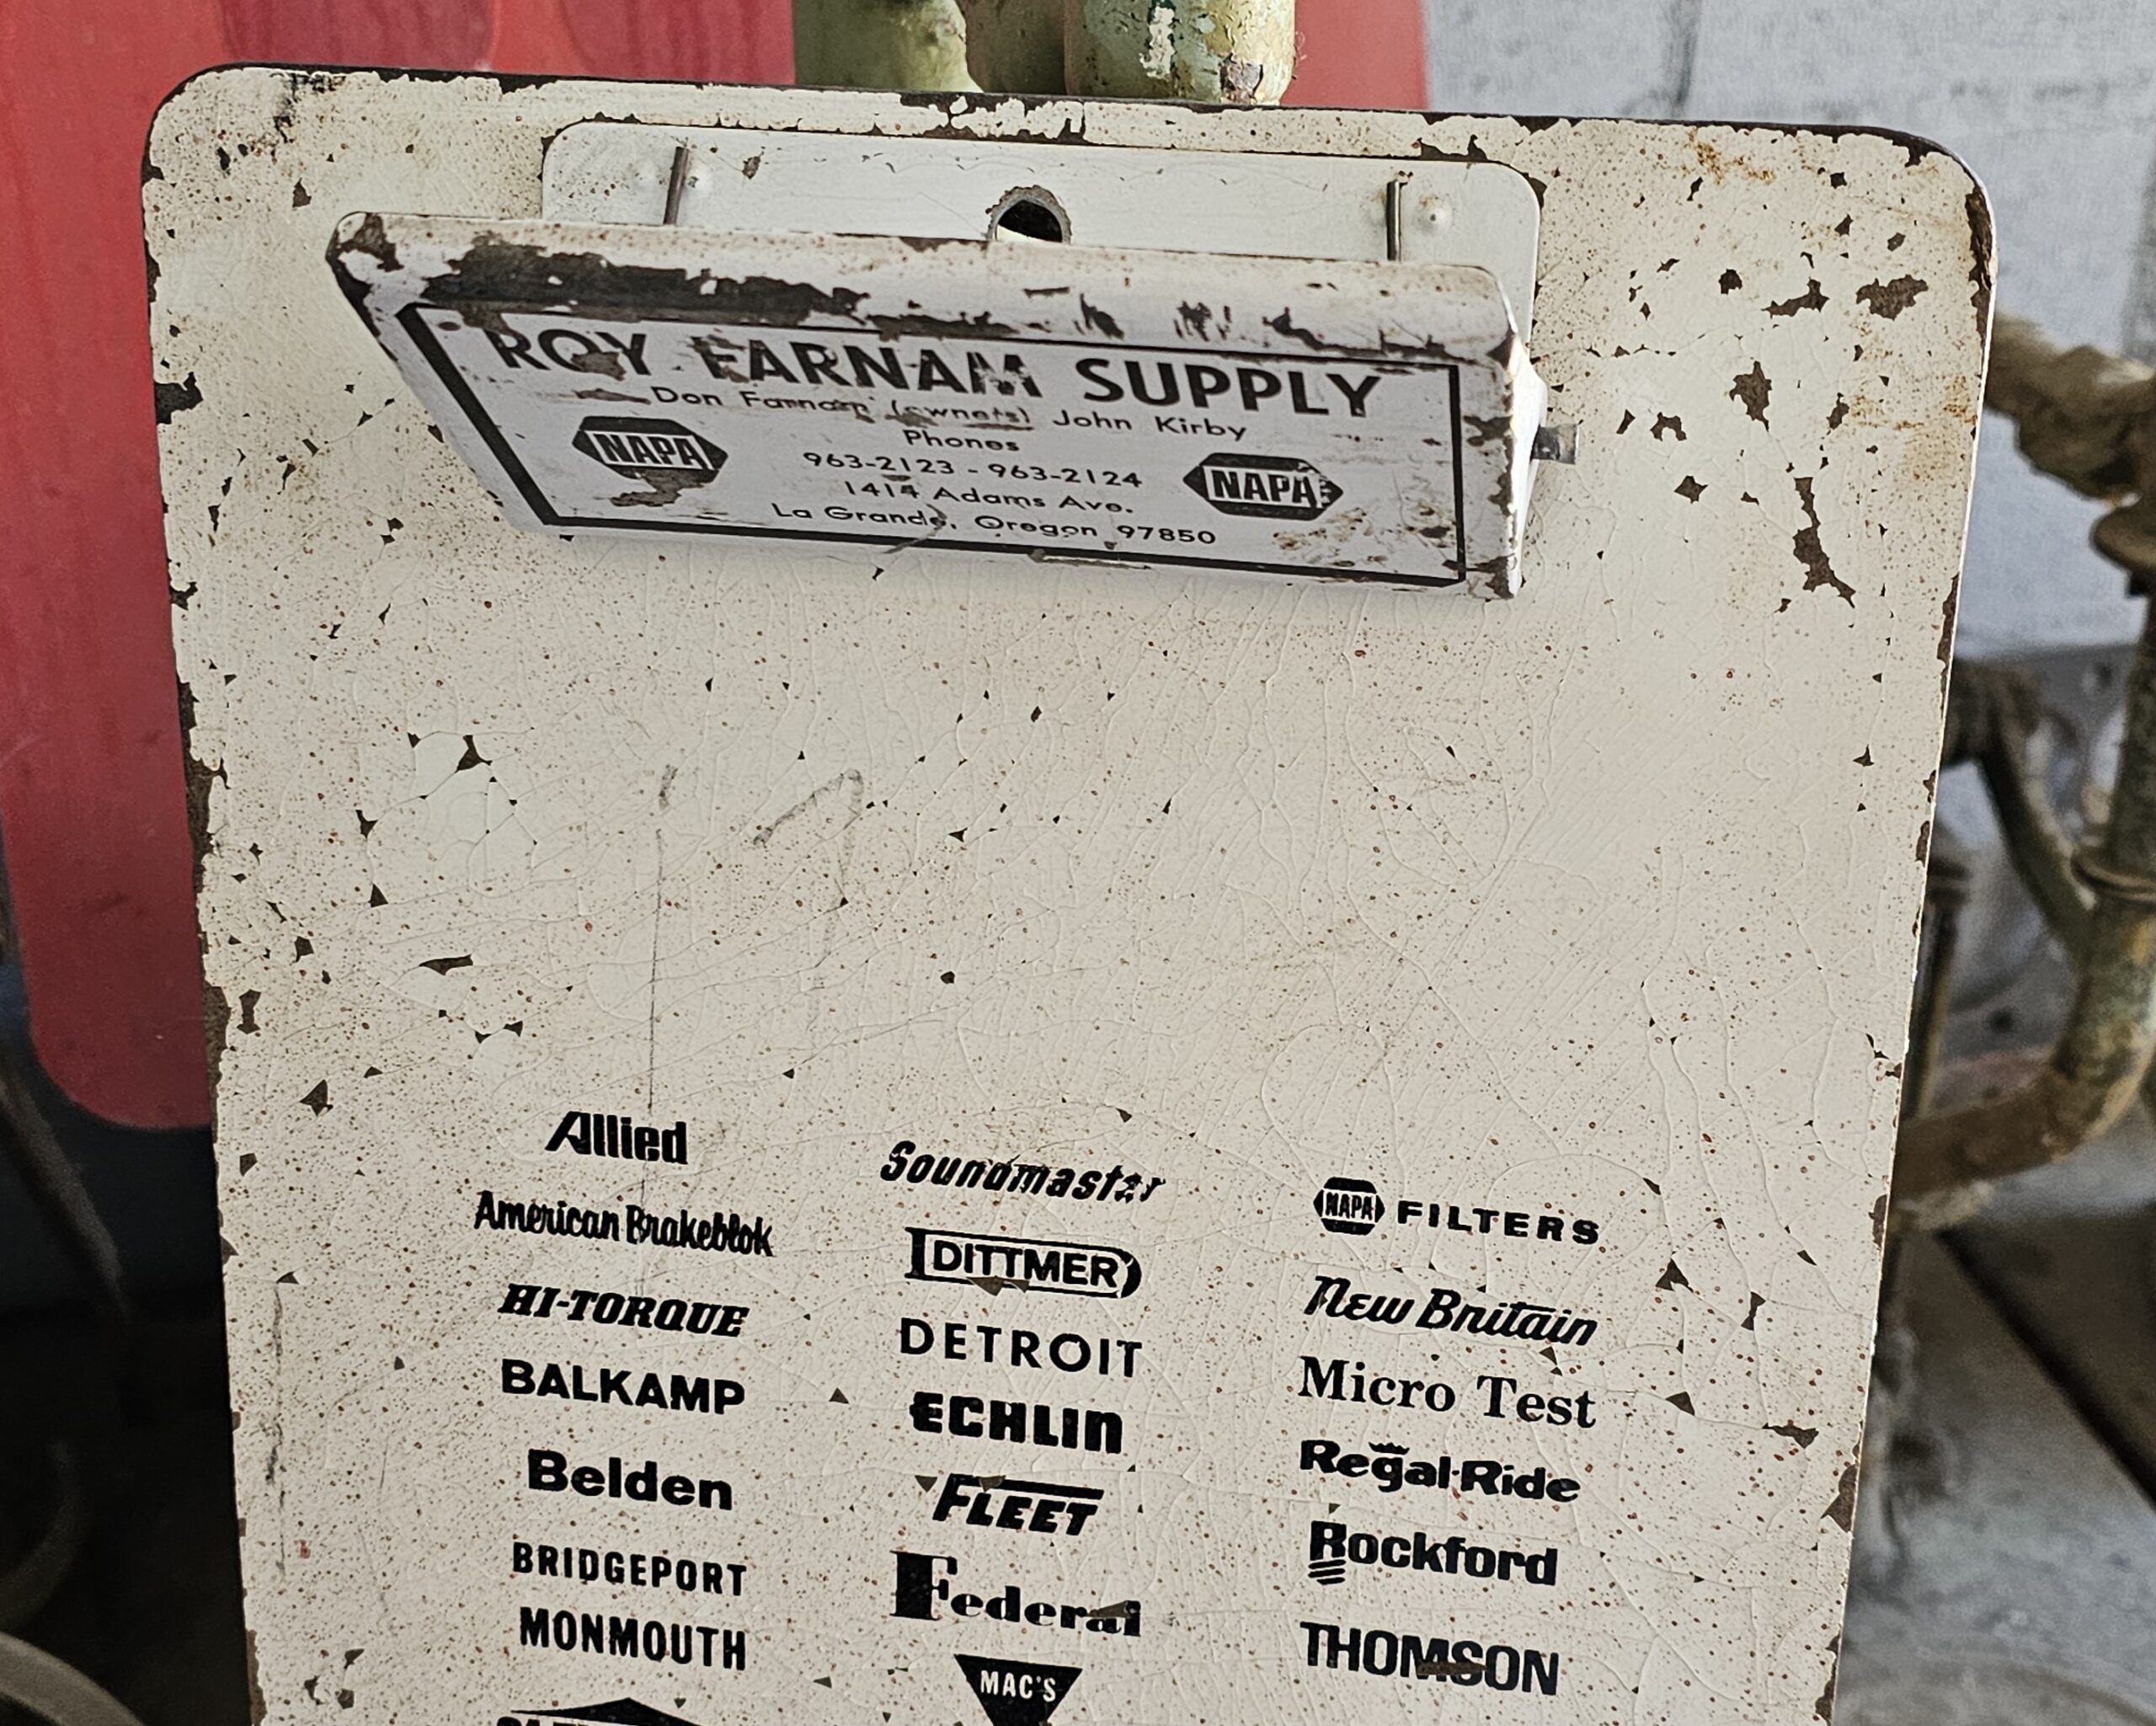 ROY FARNAM SUPPLY
Don Farnam (owners) John Kirby
Phones
NAPA
963-2123 - 963-2124
NAPA
1414 Adams Ave.
La Grande, Oregon 97850
Allied
American Brakeblok
HI-TORQUE
BALKAMP
Belden
BRIDGEPORT
MONMOUTH
Soundmaster
DITTMER
DETROIT
ECHLIN
FLEET
Federal
MAC'S
NAPA FILTERS
New Britain
Micro Test
Regal-Ride
Rockford
THOMSON